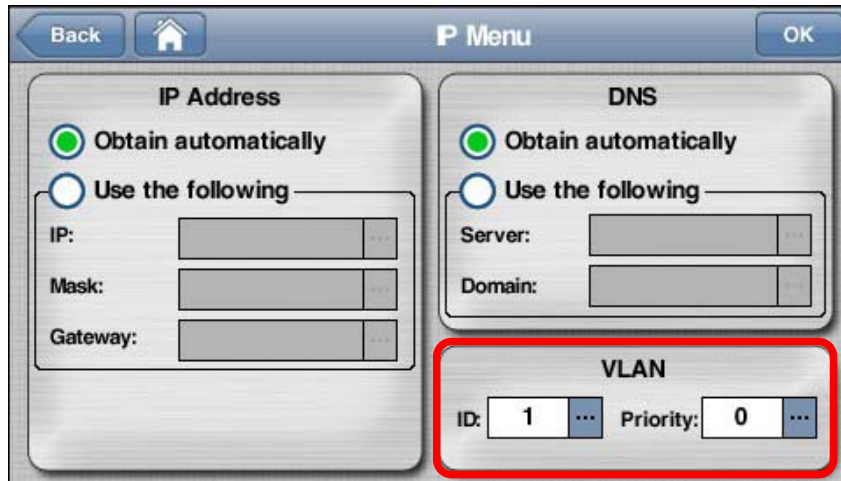 Back
IP Menu
OK
IP Address
Obtain automatically
Use the following
IP: ...
Mask: ...
Gateway: ...
DNS
Obtain automatically
Use the following
Server: ...
Domain: ...
VLAN
ID: 1 ... Priority: 0 ...